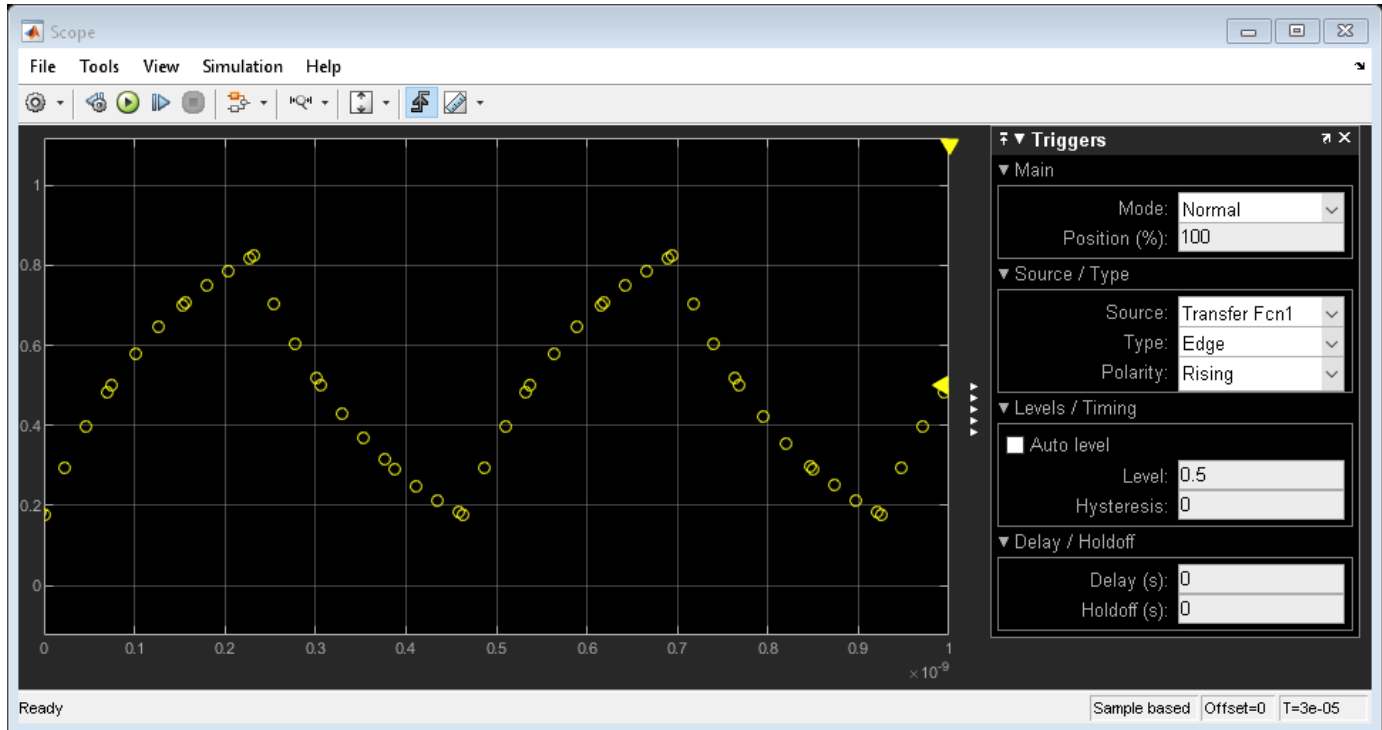 Scope
File Tools View Simulation Help
Triggers
Main
Mode: Normal
Position (%): 100
Source / Type
Source: Transfer Fcn1
Type: Edge
Polarity: Rising
Levels / Timing
Auto level
Level: 0.5
Hysteresis: 0
Delay / Holdoff
Delay (s): 0
Holdoff (s): 0
1
0.8
0.6
0.4
0.2
0
0 0.1 0.2 0.3 0.4 0.5 0.6 0.7 0.8 0.9 1
×10⁻⁹
Ready Sample based Offset=0 T=3e-05